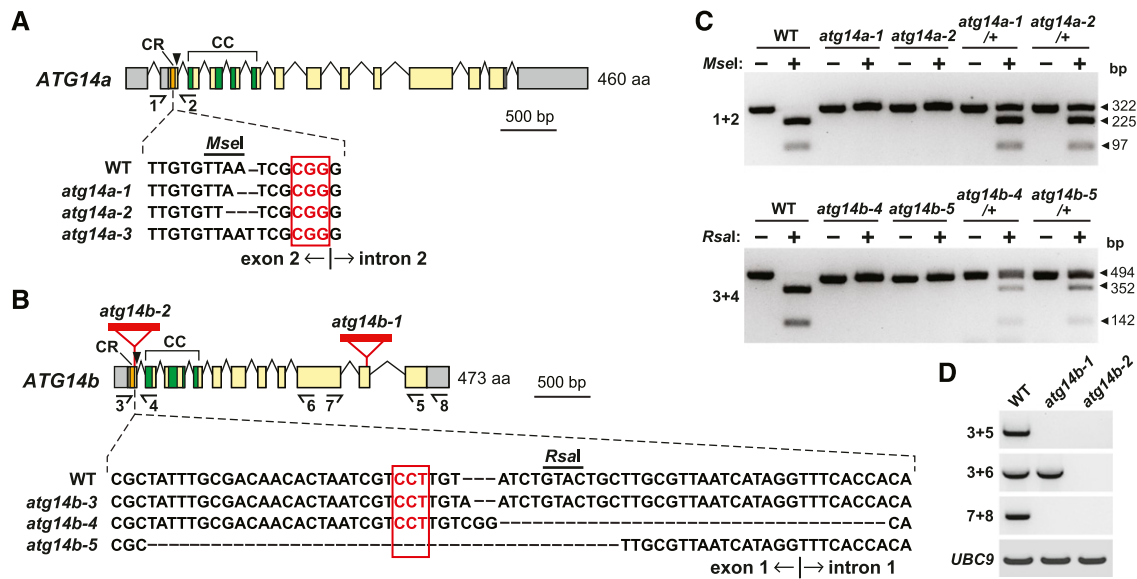 A
CR
CC
ATG14a
460 aa
1
2
500 bp
MseI
WT TTGTGTTAA–TCGCGGG
atg14a-1 TTGTGTTA––TCGCGGG
atg14a-2 TTGTGTT–––TCGCGGG
atg14a-3 TTGTGTTAATTCGCGGG
exon 2 ←|→ intron 2
B
atg14b-2
atg14b-1
CR
CC
ATG14b
473 aa
3
4
6
7
5
8
500 bp
RsaI
WT CGCTATTTGCGACAACACTAATCGTCCTTGT–––ATCTGTACTGCTTGCGTTAATCATAGGTTTCACCACA
atg14b-3 CGCTATTTGCGACAACACTAATCGTCCTTGTA––ATCTGTACTGCTTGCGTTAATCATAGGTTTCACCACA
atg14b-4 CGCTATTTGCGACAACACTAATCGTCCTTGTCGG–––––––––––––––––––––––––––––––––––CA
atg14b-5 CGC––––––––––––––––––––––––––––––––––––––––––TTGCGTTAATCATAGGTTTCACCACA
exon 1 ←|→ intron 1
C
WT atg14a-1 atg14a-2 atg14a-1/+ atg14a-2/+
MseI: – + – + – + – + – + bp
1+2
322
225
97
WT atg14b-4 atg14b-5 atg14b-4/+ atg14b-5/+
RsaI: – + – + – + – + – + bp
3+4
494
352
142
D
WT atg14b-1 atg14b-2
3+5
3+6
7+8
UBC9